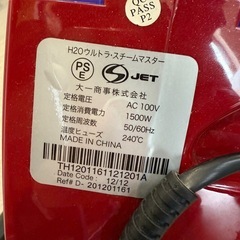 QC
PASS
P2
H2Oウルトラ・スチームマスター
PS
E
JET
大一商事株式会社
定格電圧 AC 100V
定格消費電力 1500W
定格周波数 50/60Hz
温度ヒューズ 240℃
MADE IN CHINA
TH1201161121201A
Date Code : 12/12
Ref# D- 201201161